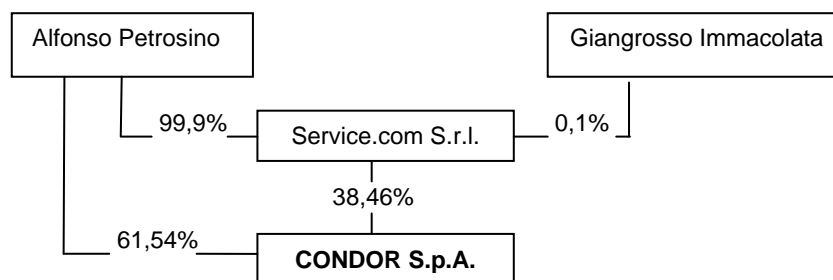 Alfonso Petrosino
Giangrosso Immacolata
99,9%
Service.com S.r.l.
0,1%
38,46%
61,54%
CONDOR S.p.A.